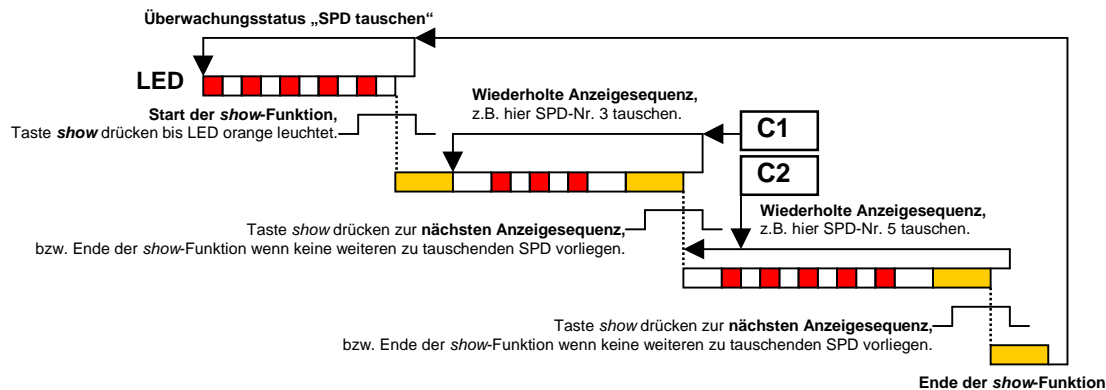 Überwachungsstatus „SPD tauschen“
LED
Start der show-Funktion,
Taste show drücken bis LED orange leuchtet.
Wiederholte Anzeigesequenz,
z.B. hier SPD-Nr. 3 tauschen.
C1
C2
Taste show drücken zur nächsten Anzeigesequenz,
bzw. Ende der show-Funktion wenn keine weiteren zu tauschenden SPD vorliegen.
Wiederholte Anzeigesequenz,
z.B. hier SPD-Nr. 5 tauschen.
Taste show drücken zur nächsten Anzeigesequenz,
bzw. Ende der show-Funktion wenn keine weiteren zu tauschenden SPD vorliegen.
Ende der show-Funktion